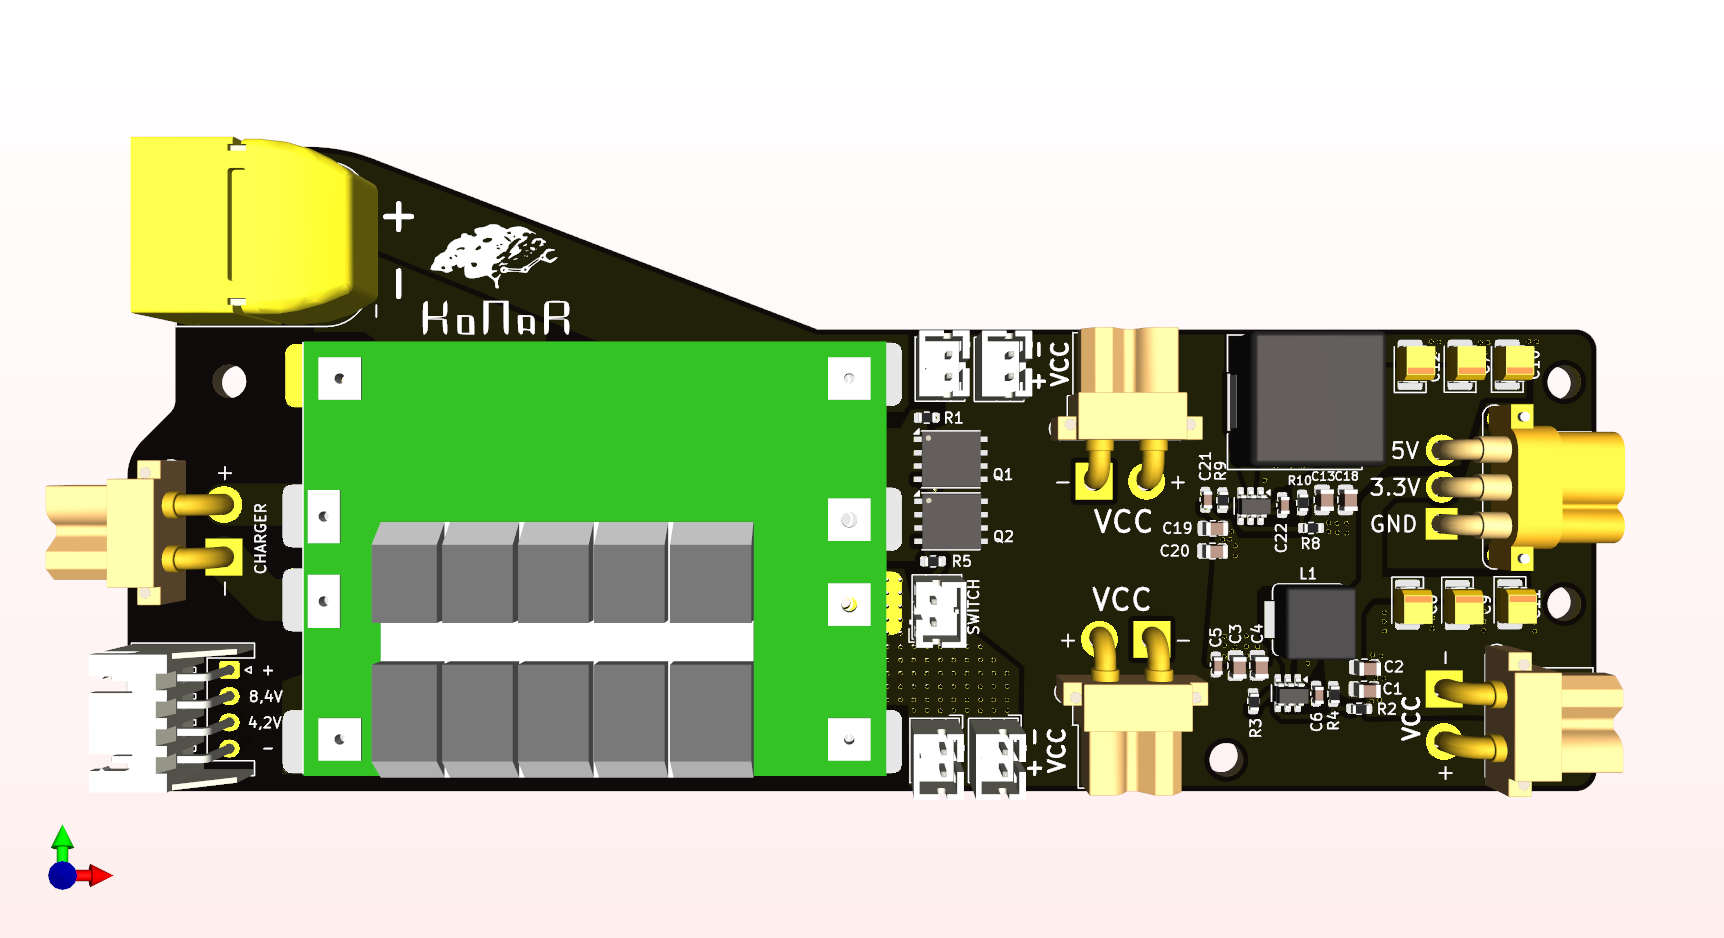 +
-
KoNaR
+
CHARGER
-
+
8,4V
4,2V
-
- +
VCC
R1
Q1
Q2
R5
SWITCH
- +
VCC
- +
VCC
VCC
+ -
C21
R9
R10
C13
C18
C19
C20
C22
R8
L1
C5
C3
C4
C2
C1
R2
R3
C6
R4
5V
3.3V
GND
C9
-
VCC
+